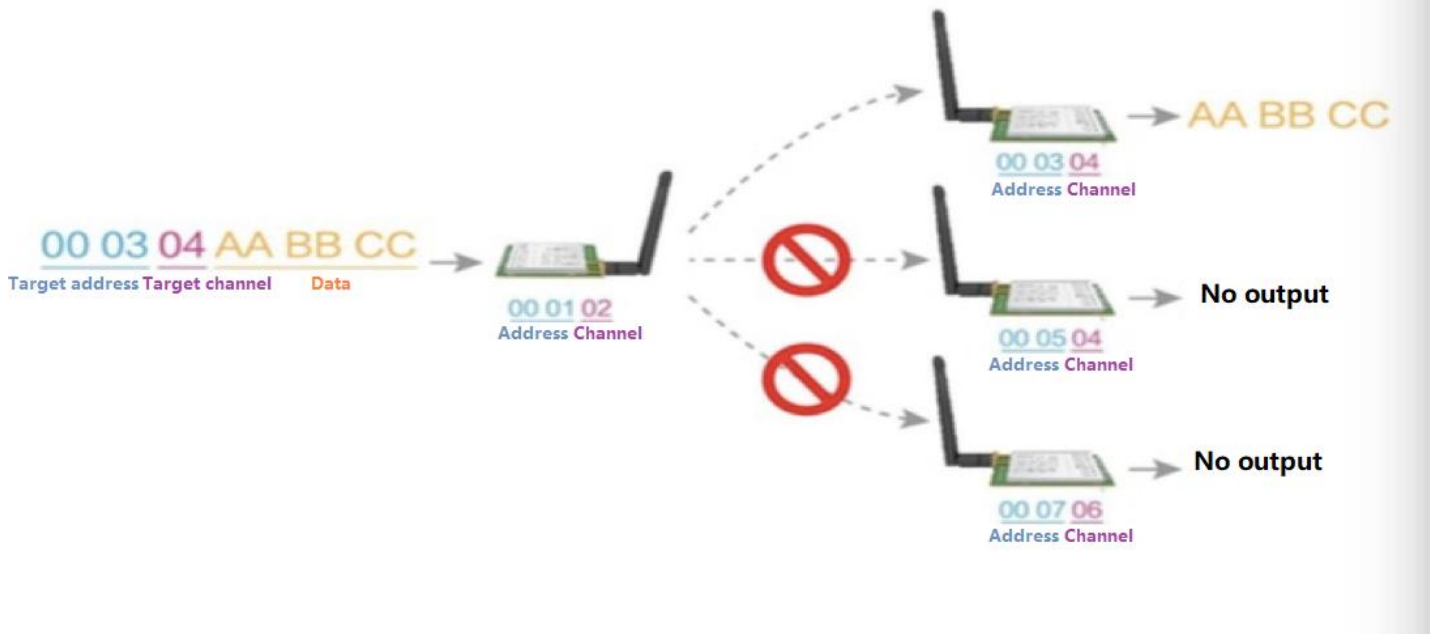 00 03 04 AA BB CC
Target address Target channel Data
00 01 02
Address Channel
AA BB CC
00 03 04
Address Channel
No output
00 05 04
Address Channel
No output
00 07 06
Address Channel